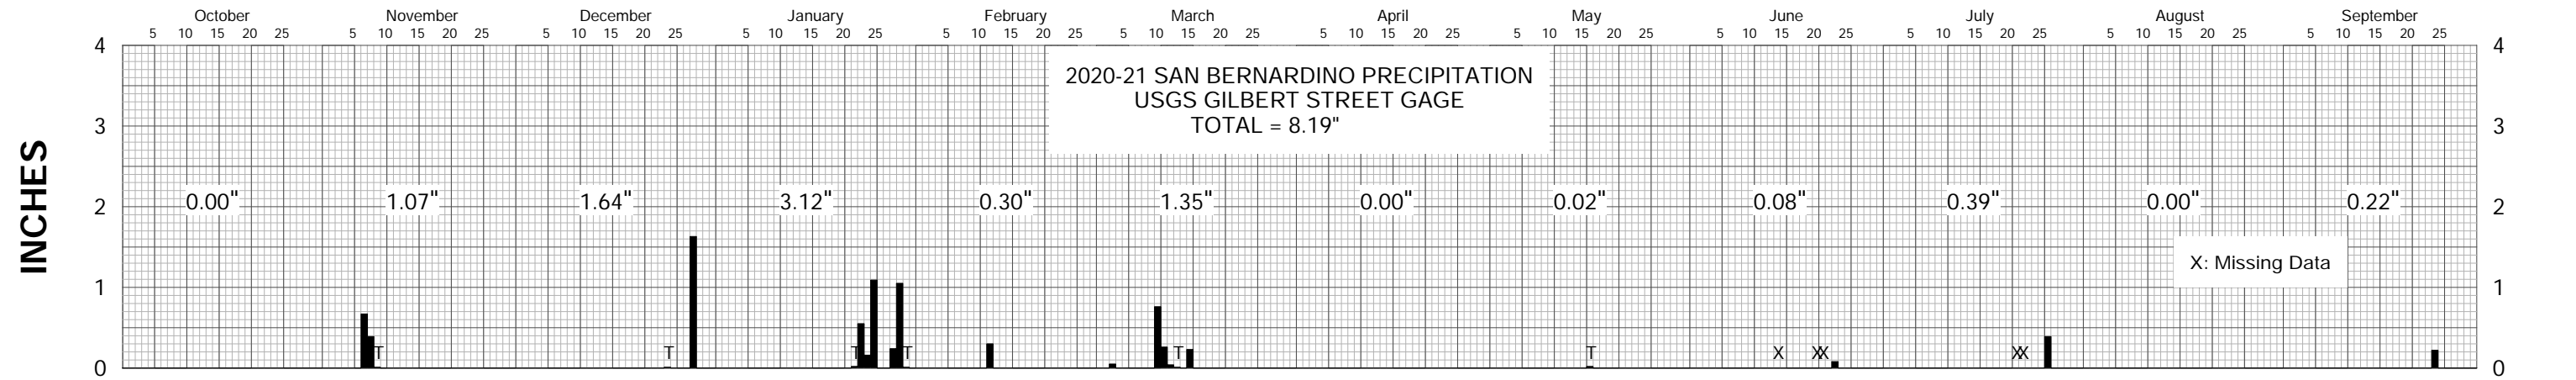 October November December January February March April May June July August September
5 10 15 20 25 5 10 15 20 25 5 10 15 20 25 5 10 15 20 25 5 10 15 20 25 5 10 15 20 25 5 10 15 20 25 5 10 15 20 25 5 10 15 20 25 5 10 15 20 25 5 10 15 20 25 5 10 15 20 25
4 4
2020-21 SAN BERNARDINO PRECIPITATION
USGS GILBERT STREET GAGE
TOTAL = 8.19"
3 3
INCHES
0.00" 1.07" 1.64" 3.12" 0.30" 1.35" 0.00" 0.02" 0.08" 0.39" 0.00" 0.22"
2 2
X: Missing Data
1 1
T T T T T T X X X X X
0 0